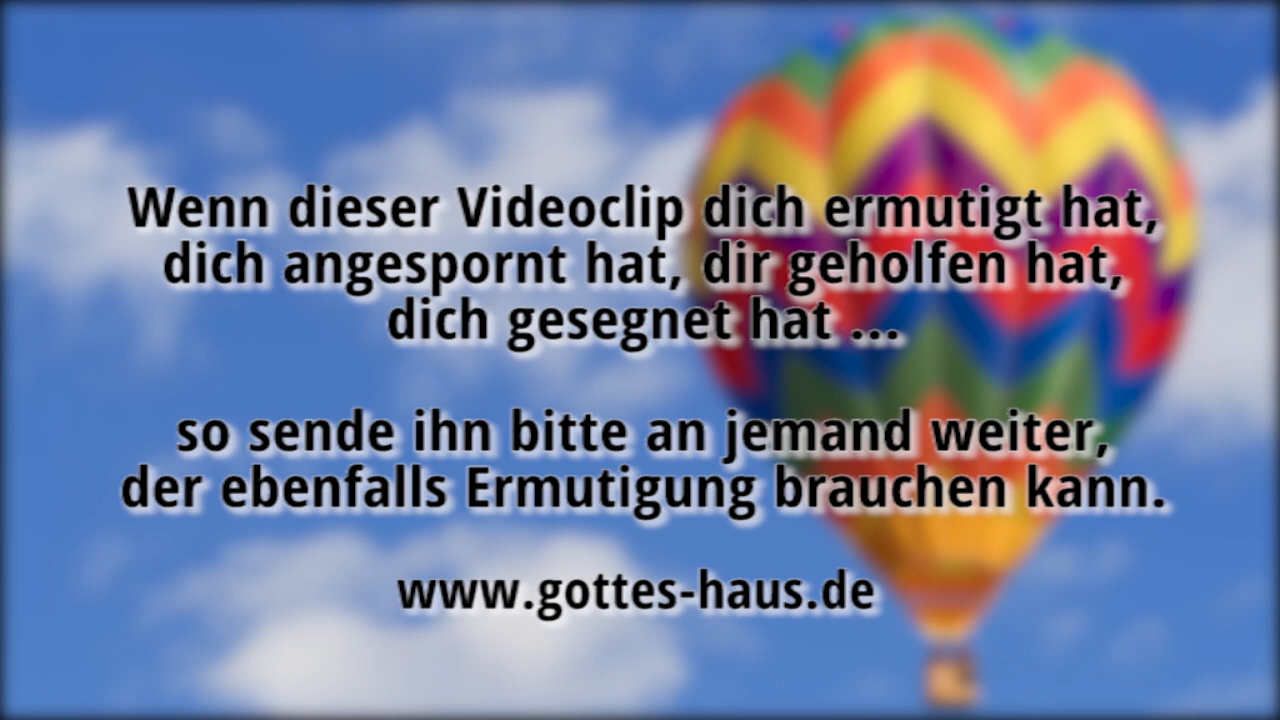 Wenn dieser Videoclip dich ermutigt hat,
dich angespornt hat, dir geholfen hat,
dich gesegnet hat ...
so sende ihn bitte an jemand weiter,
der ebenfalls Ermutigung brauchen kann.
www.gottes-haus.de